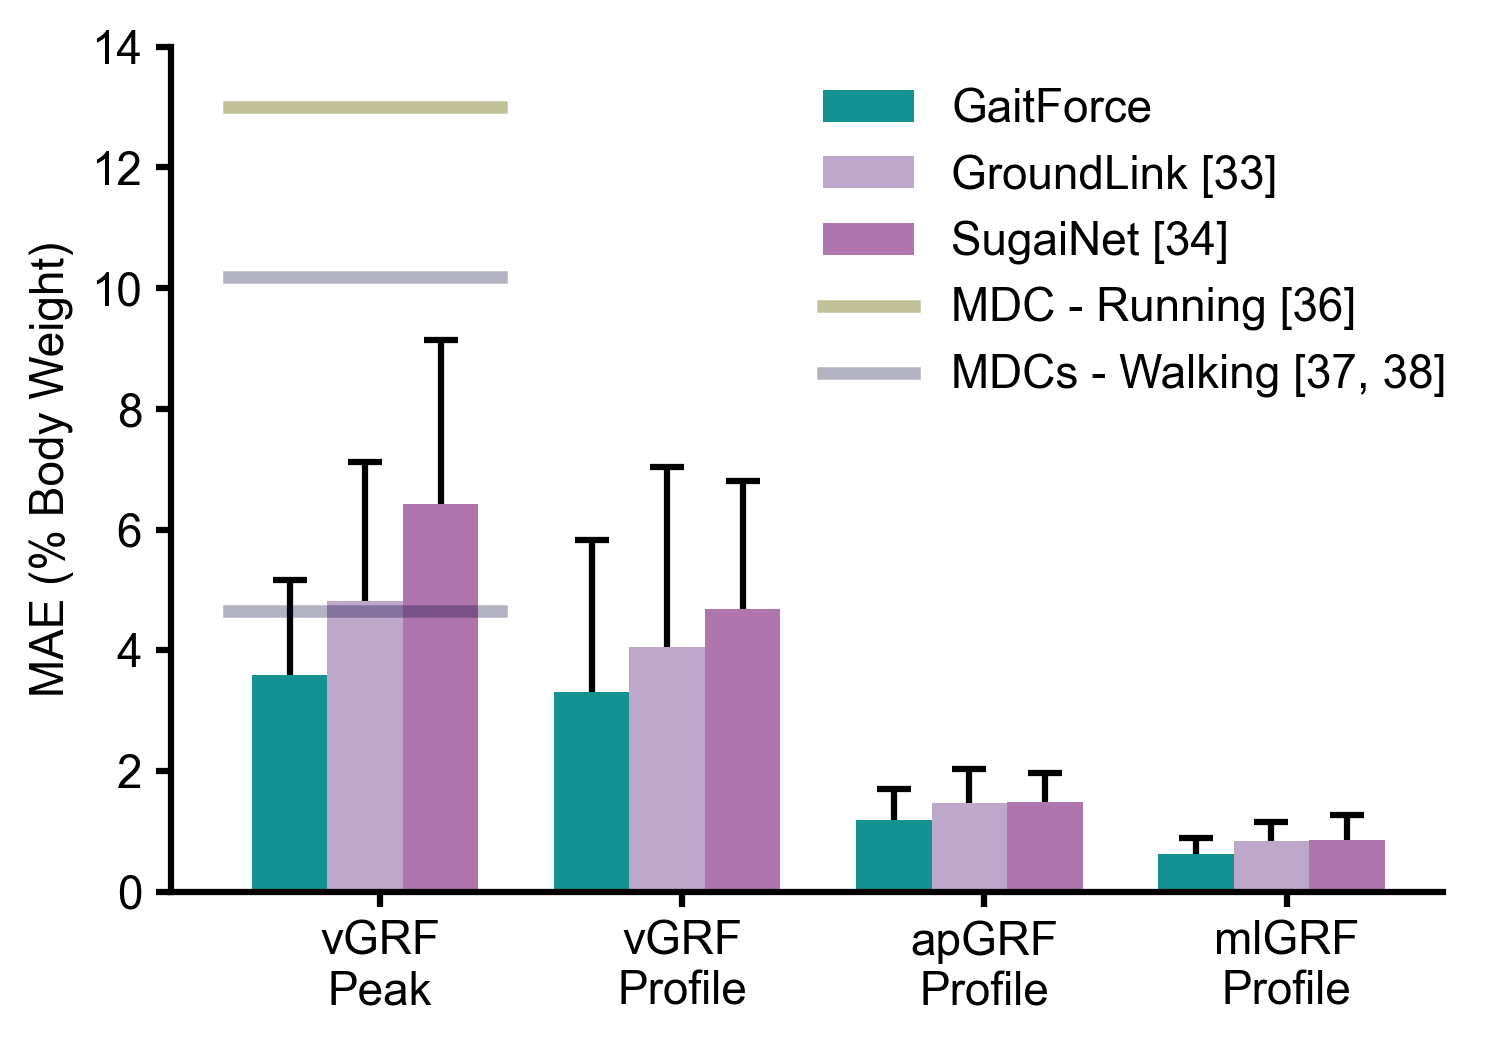 14
12
10
8
6
4
2
0
MAE (% Body Weight)
GaitForce
GroundLink [33]
SugaiNet [34]
MDC - Running [36]
MDCs - Walking [37, 38]
vGRF
Peak
vGRF
Profile
apGRF
Profile
mlGRF
Profile